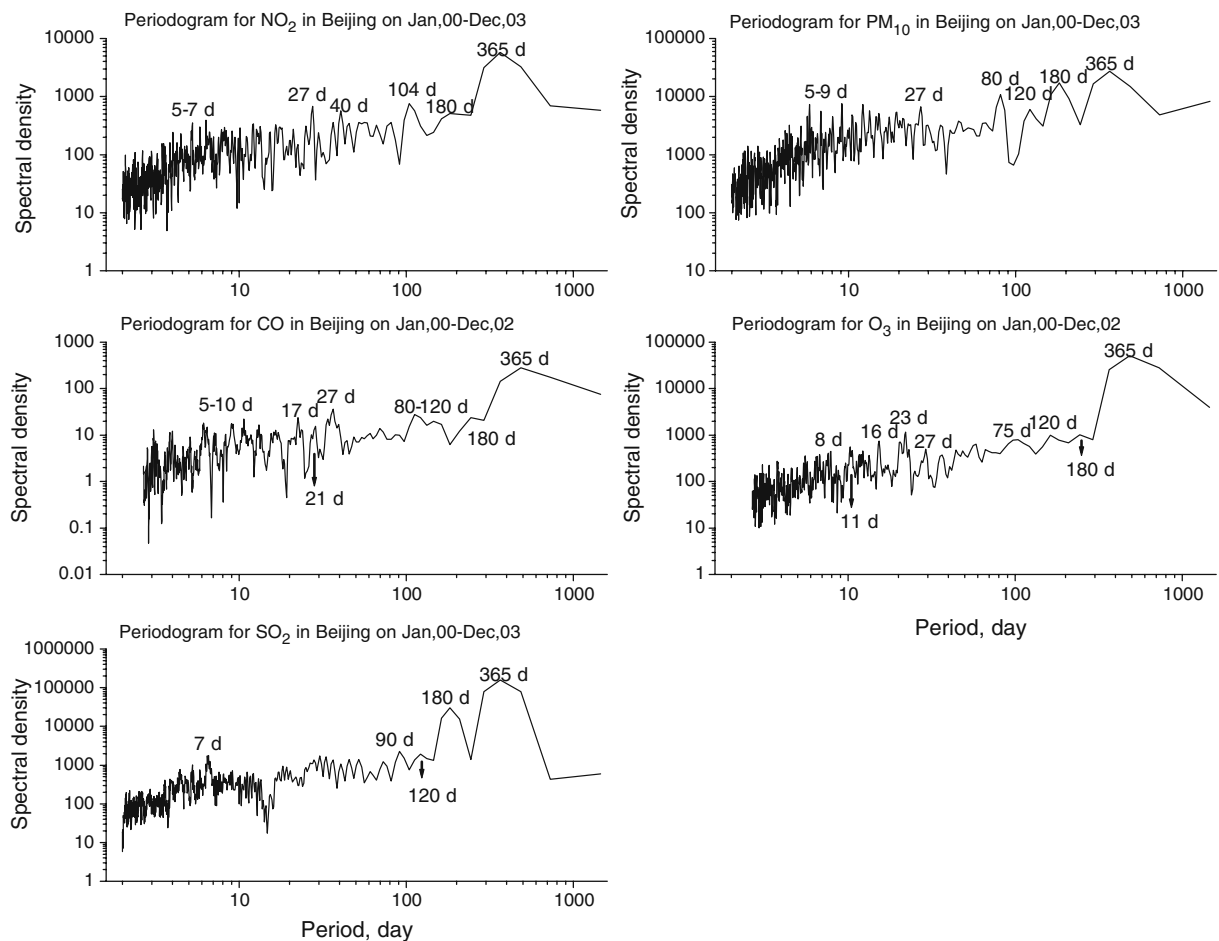 Periodogram for NO2 in Beijing on Jan,00-Dec,03
Spectral density
10000
1000
100
10
1
5-7 d
27 d
40 d
104 d
180 d
365 d
10
100
1000
Periodogram for PM10 in Beijing on Jan,00-Dec,03
Spectral density
100000
10000
1000
100
10
5-9 d
27 d
80 d
120 d
180 d
365 d
10
100
1000
Periodogram for CO in Beijing on Jan,00-Dec,02
Spectral density
1000
100
10
1
0.1
0.01
5-10 d
17 d
27 d
21 d
80-120 d
180 d
365 d
10
100
1000
Periodogram for O3 in Beijing on Jan,00-Dec,02
Spectral density
100000
10000
1000
100
10
1
8 d
11 d
16 d
23 d
27 d
75 d
120 d
180 d
365 d
10
100
1000
Period, day
Periodogram for SO2 in Beijing on Jan,00-Dec,03
Spectral density
1000000
100000
10000
1000
100
10
1
7 d
90 d
120 d
180 d
365 d
10
100
1000
Period, day